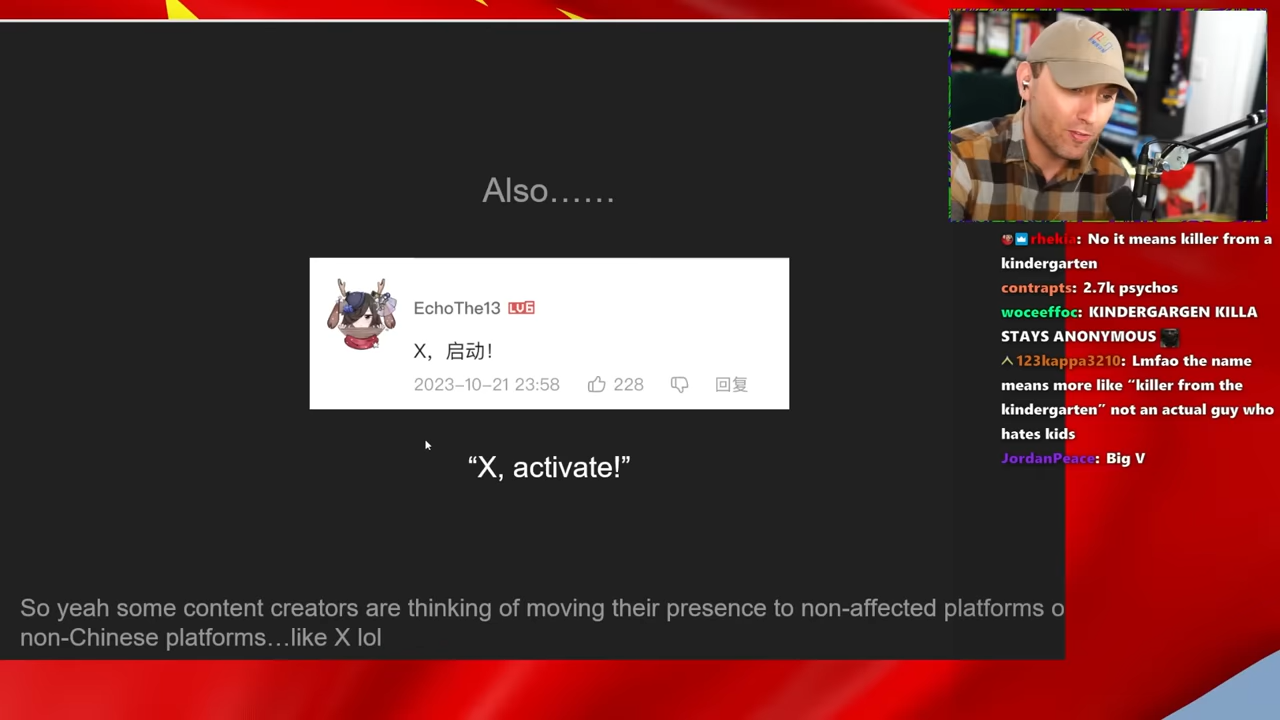 Also……
EchoThe13 LV6
X，启动！
2023-10-21 23:58 228 回复
“X, activate!”
So yeah some content creators are thinking of moving their presence to non-affected platforms o
non-Chinese platforms…like X lol
rhekia: No it means killer from a
kindergarten
contrapts: 2.7k psychos
woceeffoc: KINDERGARGEN KILLA
STAYS ANONYMOUS
123kappa3210: Lmfao the name
means more like “killer from the
kindergarten” not an actual guy who
hates kids
JordanPeace: Big V